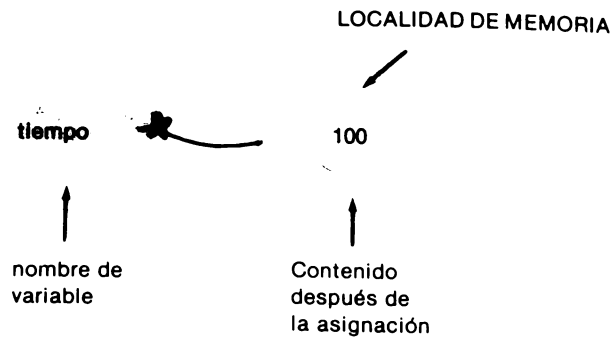 LOCALIDAD DE MEMORIA
tiempo
100
nombre de
variable
Contenido
después de
la asignación